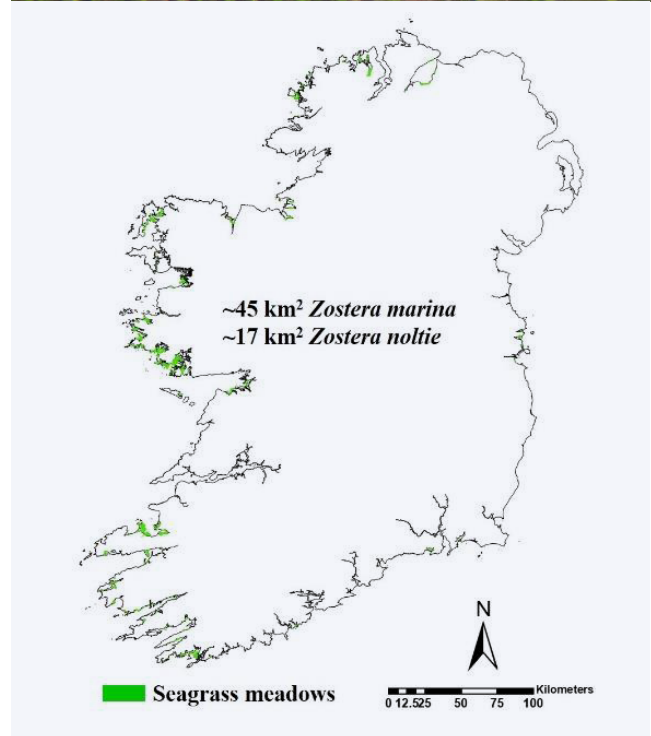 ~45 km² Zostera marina
~17 km² Zostera noltie
N
Seagrass meadows
Kilometers
0 12.525 50 75 100